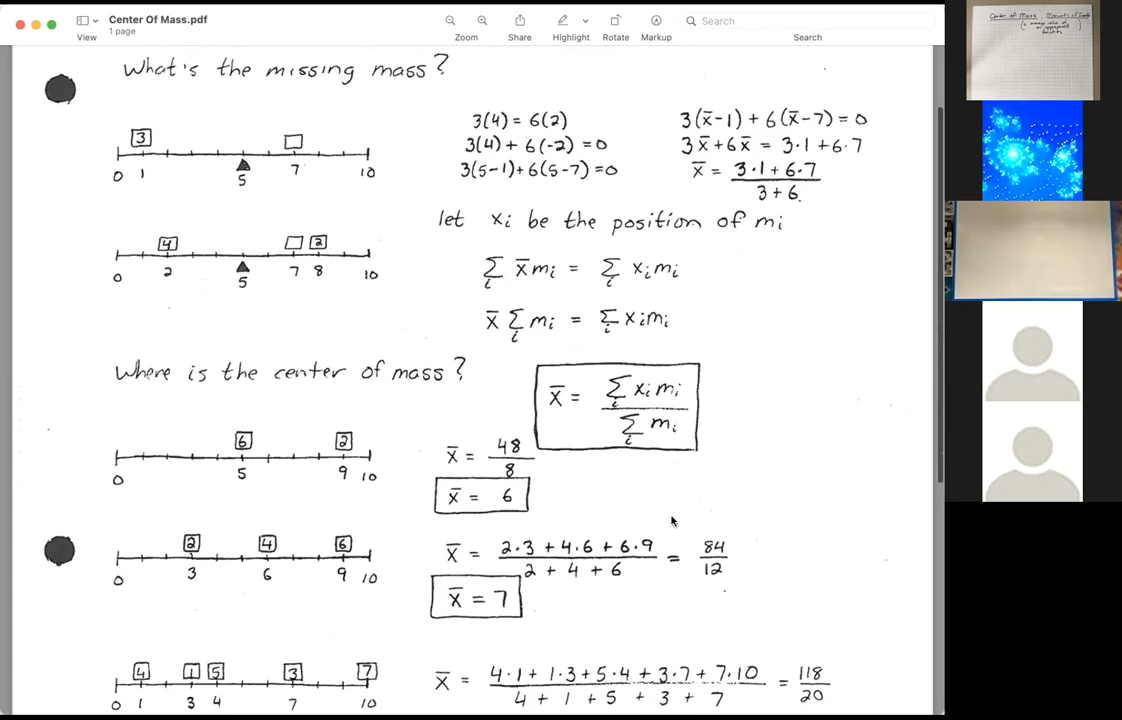 Center Of Mass.pdf
1 page
View
Zoom
Share
Highlight
Rotate
Markup
Search
Search
What's the missing mass?
3
0 1 5 7 10
3(4) = 6(2)
3(4) + 6(-2) = 0
3(5-1)+6(5-7)=0
3(x̄-1) + 6(x̄-7) = 0
3x̄+6x̄ = 3·1 +6·7
x̄ = 3·1 + 6·7
3 + 6
let xi be the position of mi
4 2
0 2 5 7 8 10
∑i x̄mi = ∑i ximi
x̄ ∑i mi = ∑i ximi
Where is the center of mass?
x̄ = ∑i ximi
∑i mi
6 2
0 5 9 10
x̄ = 48
8
x̄ = 6
2 4 6
0 3 6 9 10
x̄ = 2·3 + 4·6 + 6·9 = 84
2 + 4 + 6 12
x̄ = 7
4 1 5 3 7
0 1 3 4 7 10
x̄ = 4·1 + 1·3 + 5·4 + 3·7 + 7·10 = 118
4 + 1 + 5 + 3 + 7 20
Center of Mass, Moments of